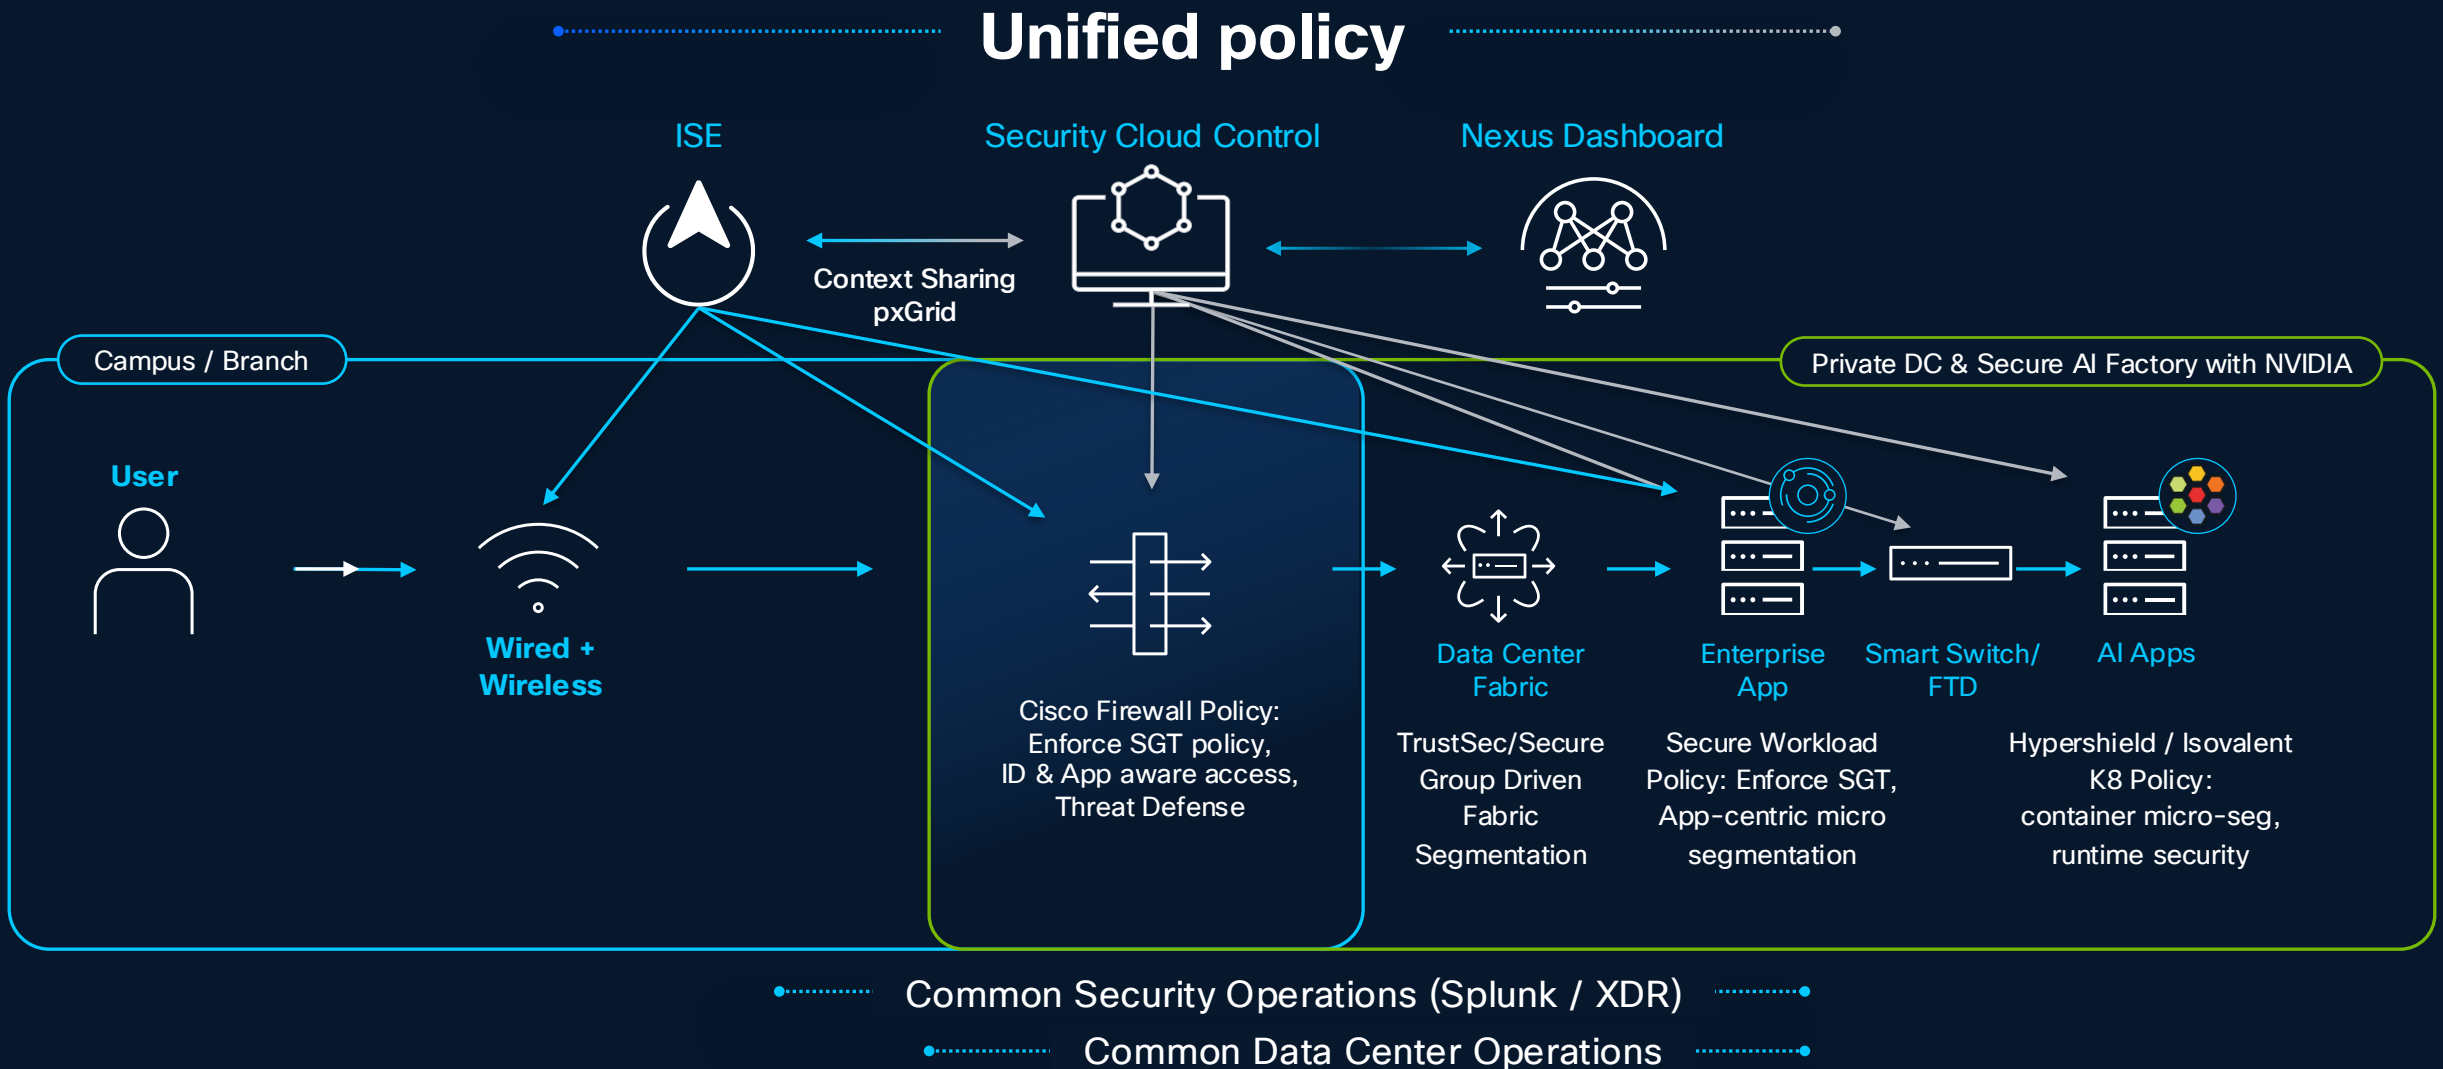 Unified policy
ISE
Security Cloud Control
Nexus Dashboard
Context Sharing
pxGrid
Campus / Branch
Private DC & Secure AI Factory with NVIDIA
User
Wired +
Wireless
Cisco Firewall Policy:
Enforce SGT policy,
ID & App aware access,
Threat Defense
Data Center
Fabric
TrustSec/Secure
Group Driven
Fabric
Segmentation
Enterprise
App
Secure Workload
Policy: Enforce SGT,
App-centric micro
segmentation
Smart Switch/
FTD
AI Apps
Hypershield / Isovalent
K8 Policy:
container micro-seg,
runtime security
Common Security Operations (Splunk / XDR)
Common Data Center Operations